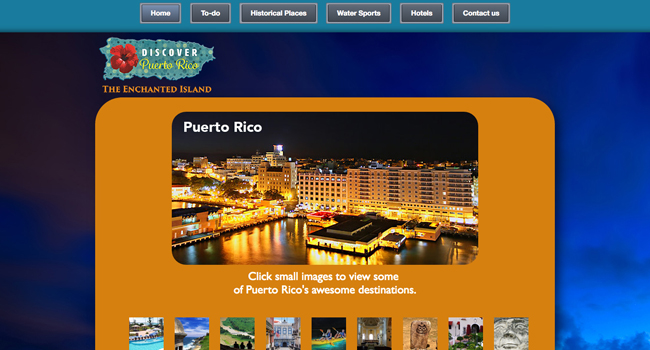 Home To-do Historical Places Water Sports Hotels Contact us
DISCOVER
Puerto Rico
THE ENCHANTED ISLAND
Puerto Rico
Click small images to view some
of Puerto Rico's awesome destinations.